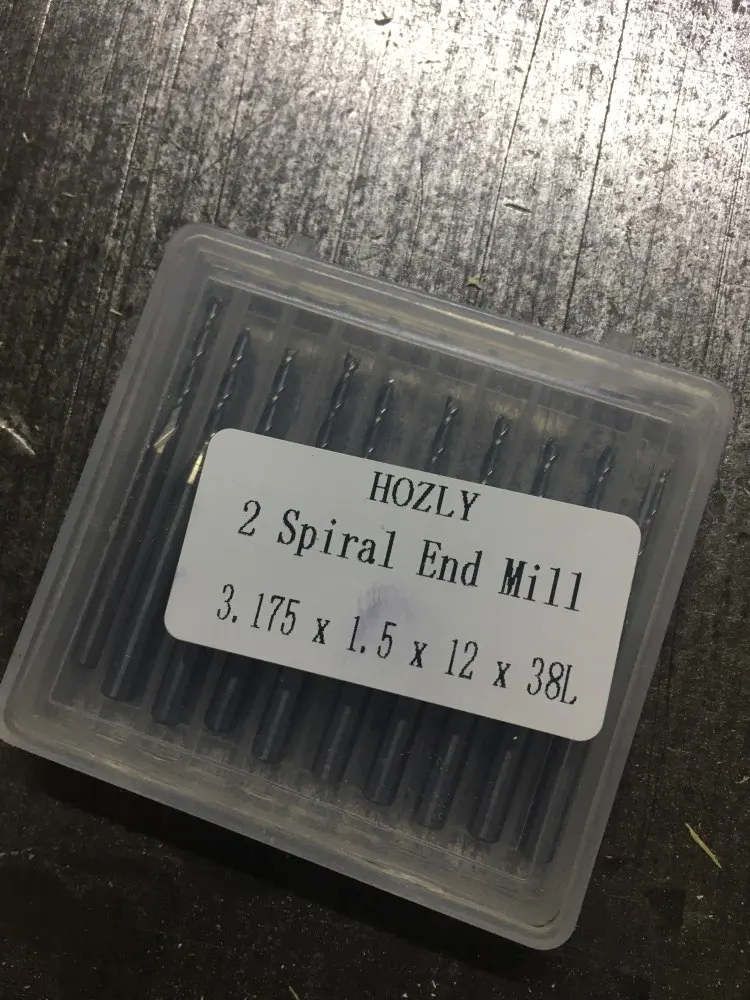 HOZLY
2 Spiral End Mill
3.175 x 1.5 x 12 x 38L